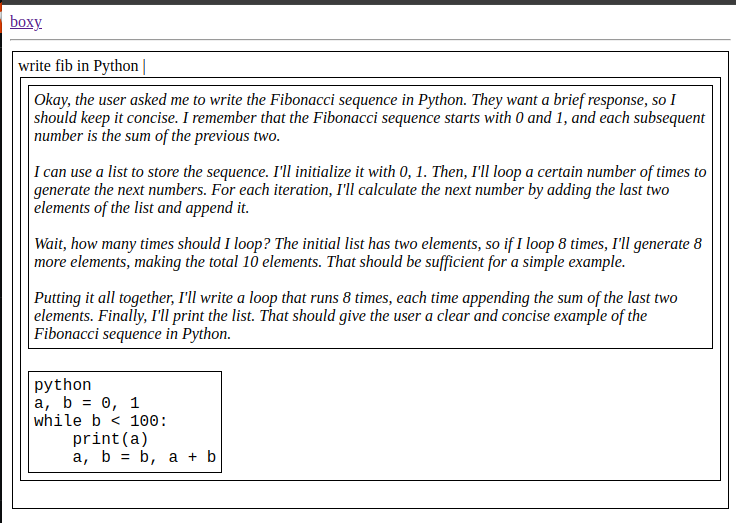 boxy
write fib in Python |
Okay, the user asked me to write the Fibonacci sequence in Python. They want a brief response, so I
should keep it concise. I remember that the Fibonacci sequence starts with 0 and 1, and each subsequent
number is the sum of the previous two.
I can use a list to store the sequence. I'll initialize it with 0, 1. Then, I'll loop a certain number of times to
generate the next numbers. For each iteration, I'll calculate the next number by adding the last two
elements of the list and append it.
Wait, how many times should I loop? The initial list has two elements, so if I loop 8 times, I'll generate 8
more elements, making the total 10 elements. That should be sufficient for a simple example.
Putting it all together, I'll write a loop that runs 8 times, each time appending the sum of the last two
elements. Finally, I'll print the list. That should give the user a clear and concise example of the
Fibonacci sequence in Python.
python
a, b = 0, 1
while b < 100:
    print(a)
    a, b = b, a + b